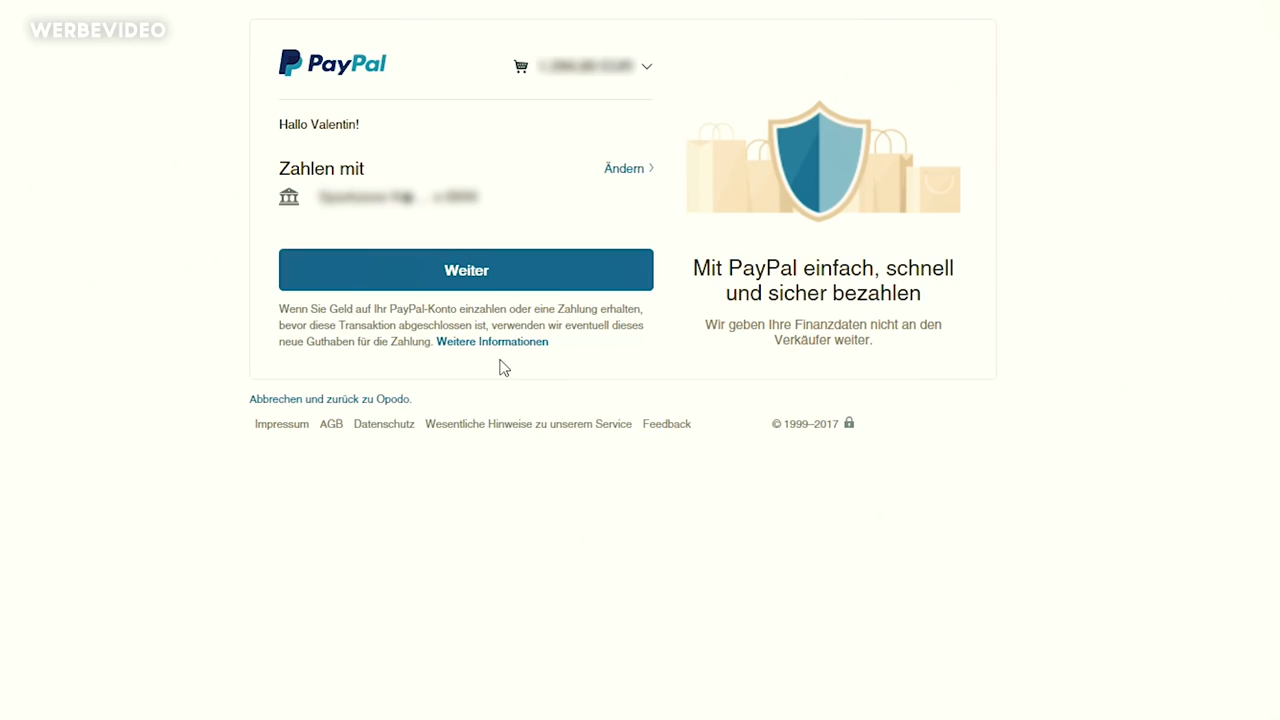 WERBEVIDEO
PayPal
Hallo Valentin!
Zahlen mit
Ändern
Weiter
Wenn Sie Geld auf Ihr PayPal-Konto einzahlen oder eine Zahlung erhalten,
bevor diese Transaktion abgeschlossen ist, verwenden wir eventuell dieses
neue Guthaben für die Zahlung. Weitere Informationen
Mit PayPal einfach, schnell
und sicher bezahlen
Wir geben Ihre Finanzdaten nicht an den
Verkäufer weiter.
Abbrechen und zurück zu Opodo.
Impressum AGB Datenschutz Wesentliche Hinweise zu unserem Service Feedback © 1999–2017